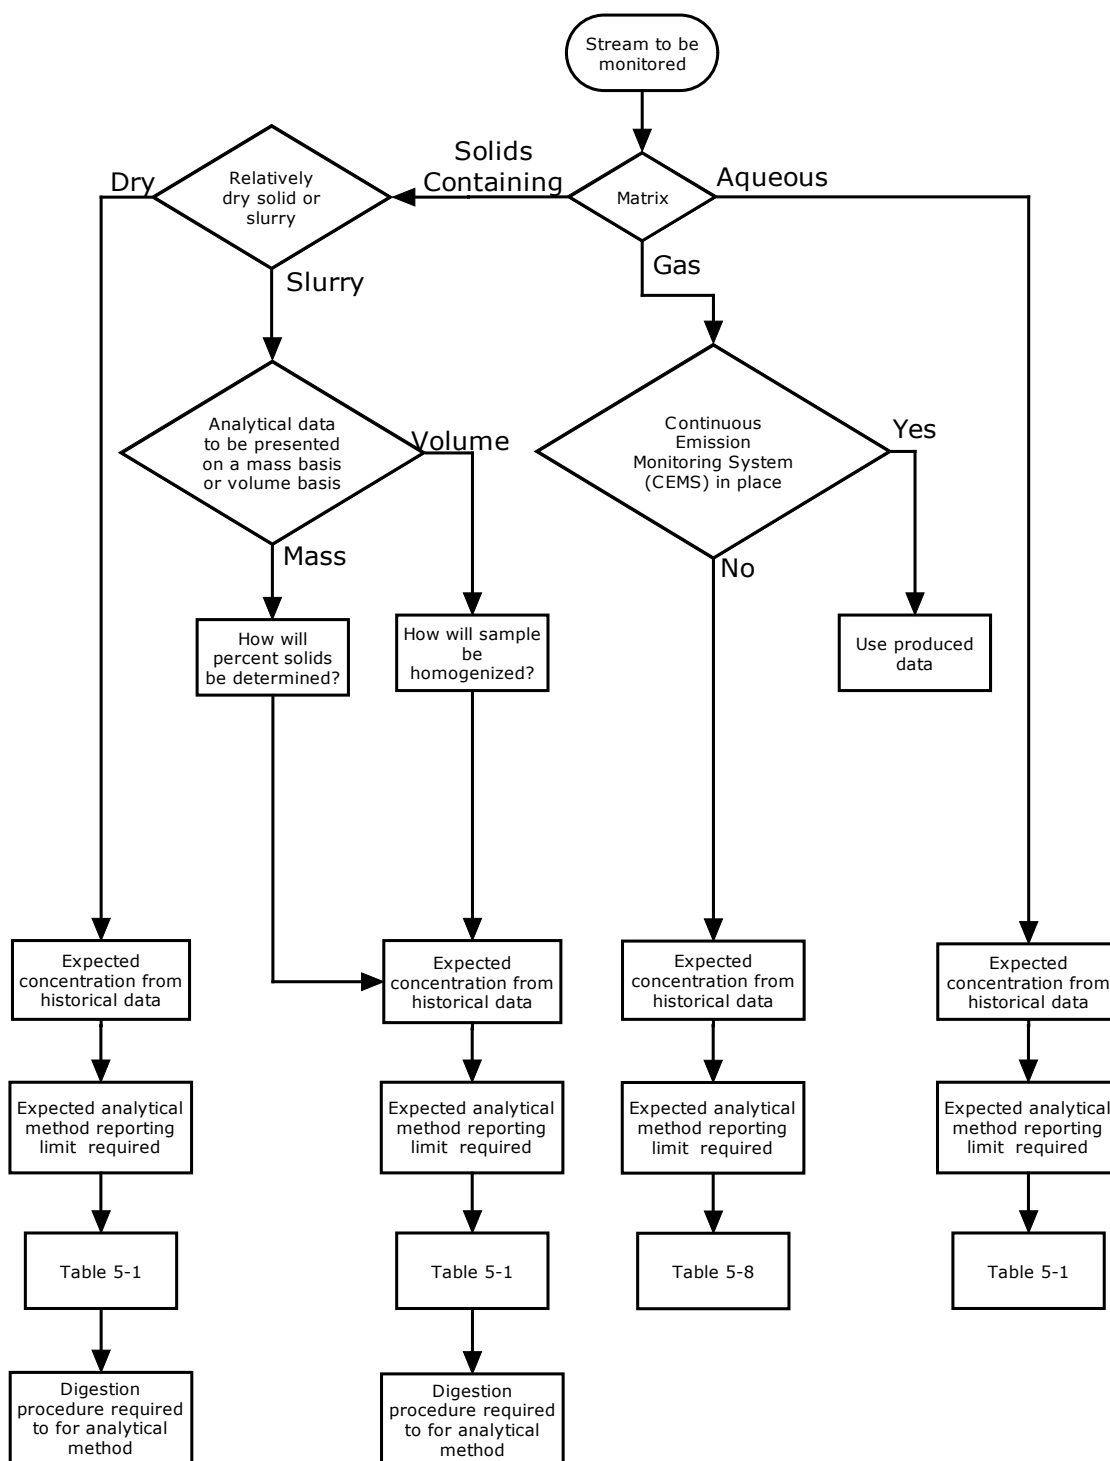 Stream to be
monitored
Solids
Containing
Dry
Relatively
dry solid or
slurry
Matrix
Aqueous
Gas
Slurry
Analytical data
to be presented
on a mass basis
or volume basis
Volume
Continuous
Emission
Monitoring System
(CEMS) in place
Yes
Mass
No
How will
percent solids
be determined?
How will sample
be
homogenized?
Use produced
data
Expected
concentration from
historical data
Expected
concentration from
historical data
Expected
concentration from
historical data
Expected
concentration from
historical data
Expected analytical
method reporting
limit required
Expected analytical
method reporting
limit required
Expected analytical
method reporting
limit required
Expected analytical
method reporting
limit required
Table 5-1
Table 5-1
Table 5-8
Table 5-1
Digestion
procedure required
to for analytical
method
Digestion
procedure required
to for analytical
method